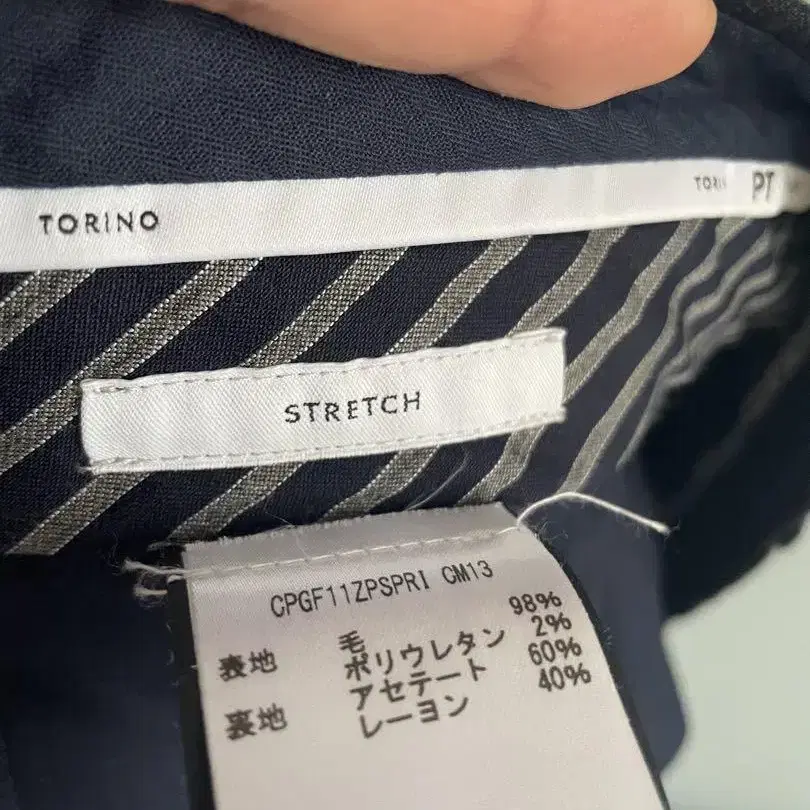 TORINO
TORI
PT
STRETCH
CPGF11ZPSPRI CM13
表地 毛 98%
ポリウレタン 2%
裏地 アセテート 60%
レーヨン 40%